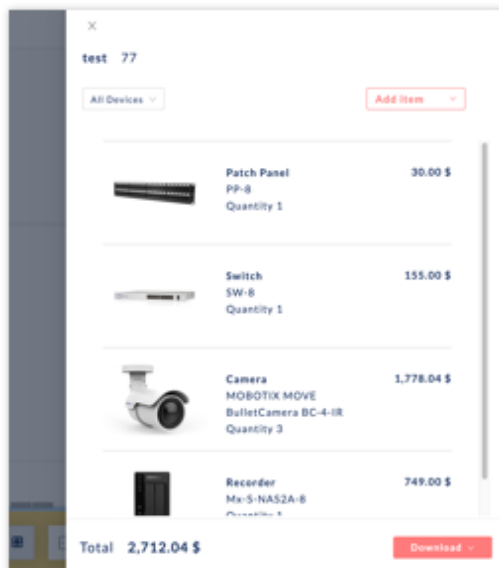 test 77
All Devices
Add item
Patch Panel 30.00 $
PP-8
Quantity 1
Switch 155.00 $
SW-8
Quantity 1
Camera 1,778.04 $
MOBOTIX MOVE
BulletCamera BC-4-IR
Quantity 3
Recorder 749.00 $
Mx-S-NAS2A-8
Quantity 1
Total 2,712.04 $
Download